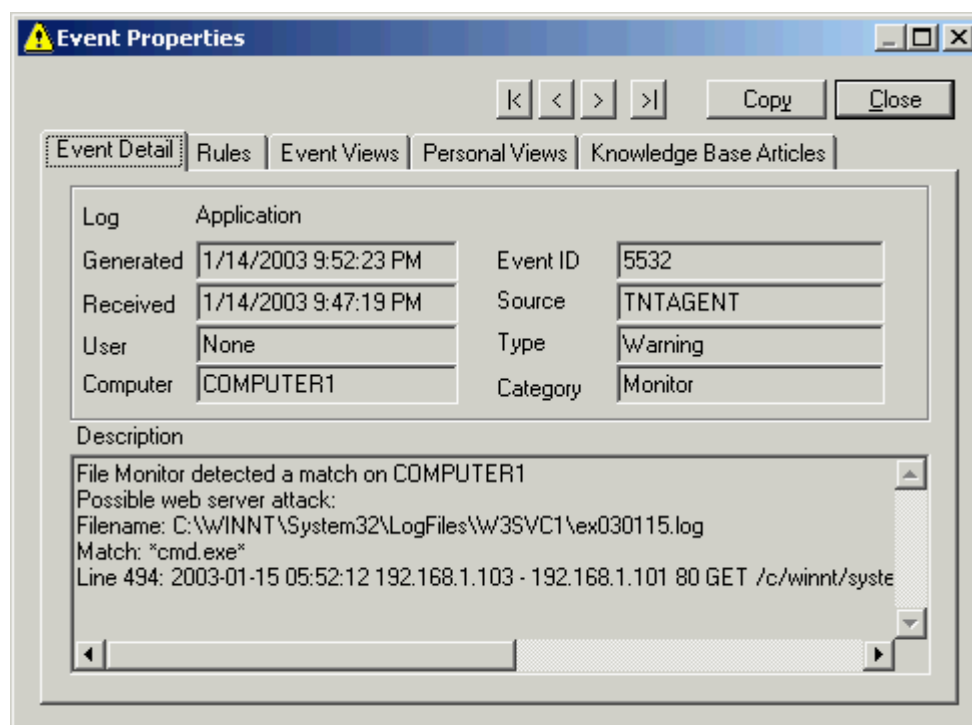 Event Properties
|< < > >| Copy Close
Event Detail Rules Event Views Personal Views Knowledge Base Articles
Log Application
Generated 1/14/2003 9:52:23 PM Event ID 5532
Received 1/14/2003 9:47:19 PM Source TNTAGENT
User None Type Warning
Computer COMPUTER1 Category Monitor
Description
File Monitor detected a match on COMPUTER1
Possible web server attack:
Filename: C:\WINNT\System32\LogFiles\W3SVC1\ex030115.log
Match: *cmd.exe*
Line 494: 2003-01-15 05:52:12 192.168.1.103 - 192.168.1.101 80 GET /c/winnt/syste